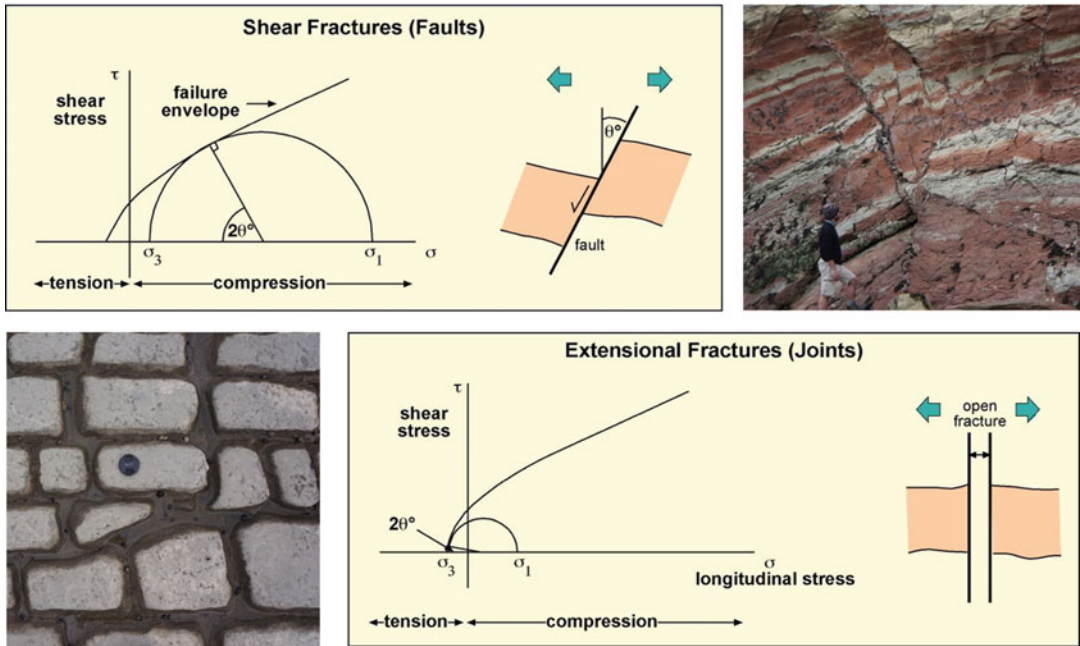 Shear Fractures (Faults)
τ
shear
stress
failure
envelope
2θ°
σ3
σ1
σ
tension
compression
θ°
fault
Extensional Fractures (Joints)
τ
shear
stress
2θ°
σ3
σ1
σ
longitudinal stress
tension
compression
open
fracture